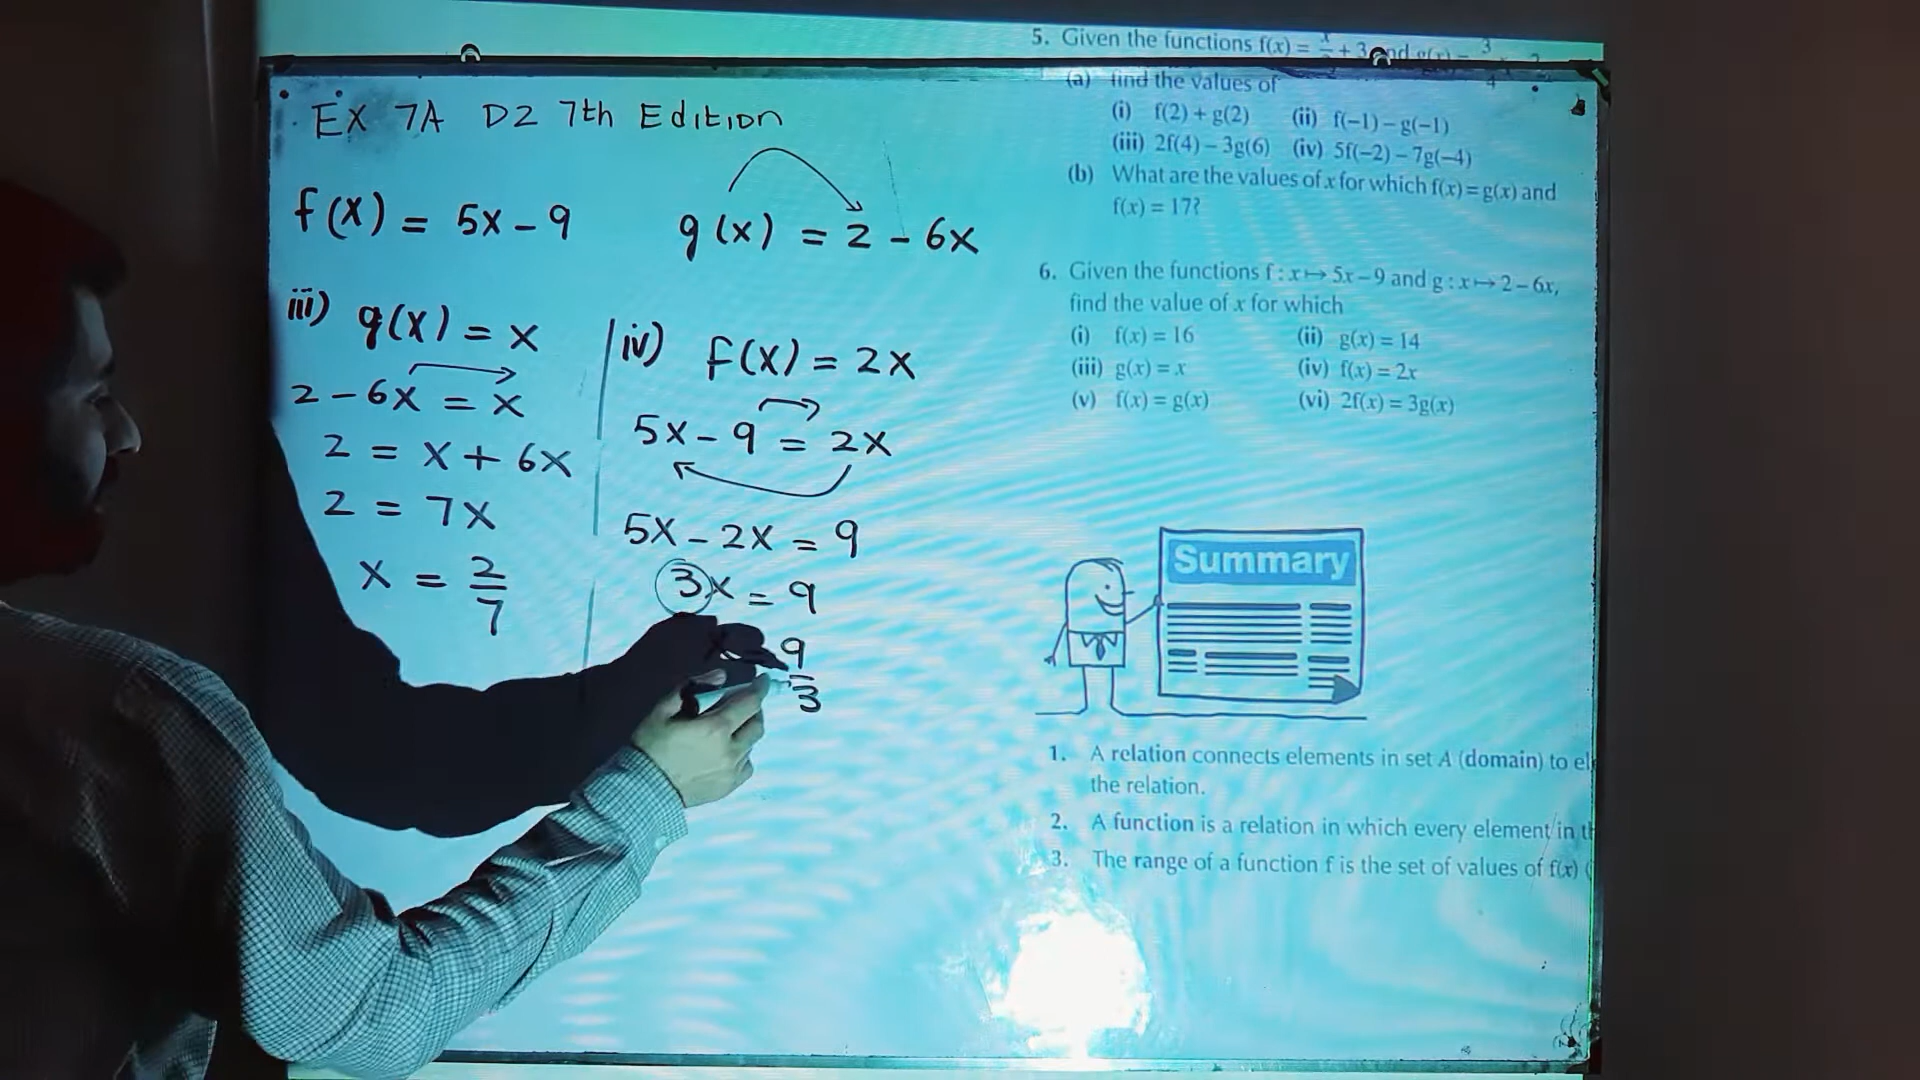 EX 7A D2 7th Edition
f(x) = 5x - 9
g(x) = 2 - 6x
iii) g(x) = x
2 - 6x = x
2 = x + 6x
2 = 7x
x = 2/7
iv) f(x) = 2x
5x - 9 = 2x
5x - 2x = 9
3x = 9
9/3
5. Given the functions f(x) = x/2 + 3 and g(x)
(a) find the values of
(i) f(2) + g(2) (ii) f(−1) − g(−1)
(iii) 2f(4) − 3g(6) (iv) 5f(−2) − 7g(−4)
(b) What are the values of x for which f(x) = g(x) and
f(x) = 17?
6. Given the functions f : x ↦ 5x − 9 and g : x ↦ 2 − 6x,
find the value of x for which
(i) f(x) = 16 (ii) g(x) = 14
(iii) g(x) = x (iv) f(x) = 2x
(v) f(x) = g(x) (vi) 2f(x) = 3g(x)
Summary
1. A relation connects elements in set A (domain) to
the relation.
2. A function is a relation in which every element in
3. The range of a function f is the set of values of f(x)